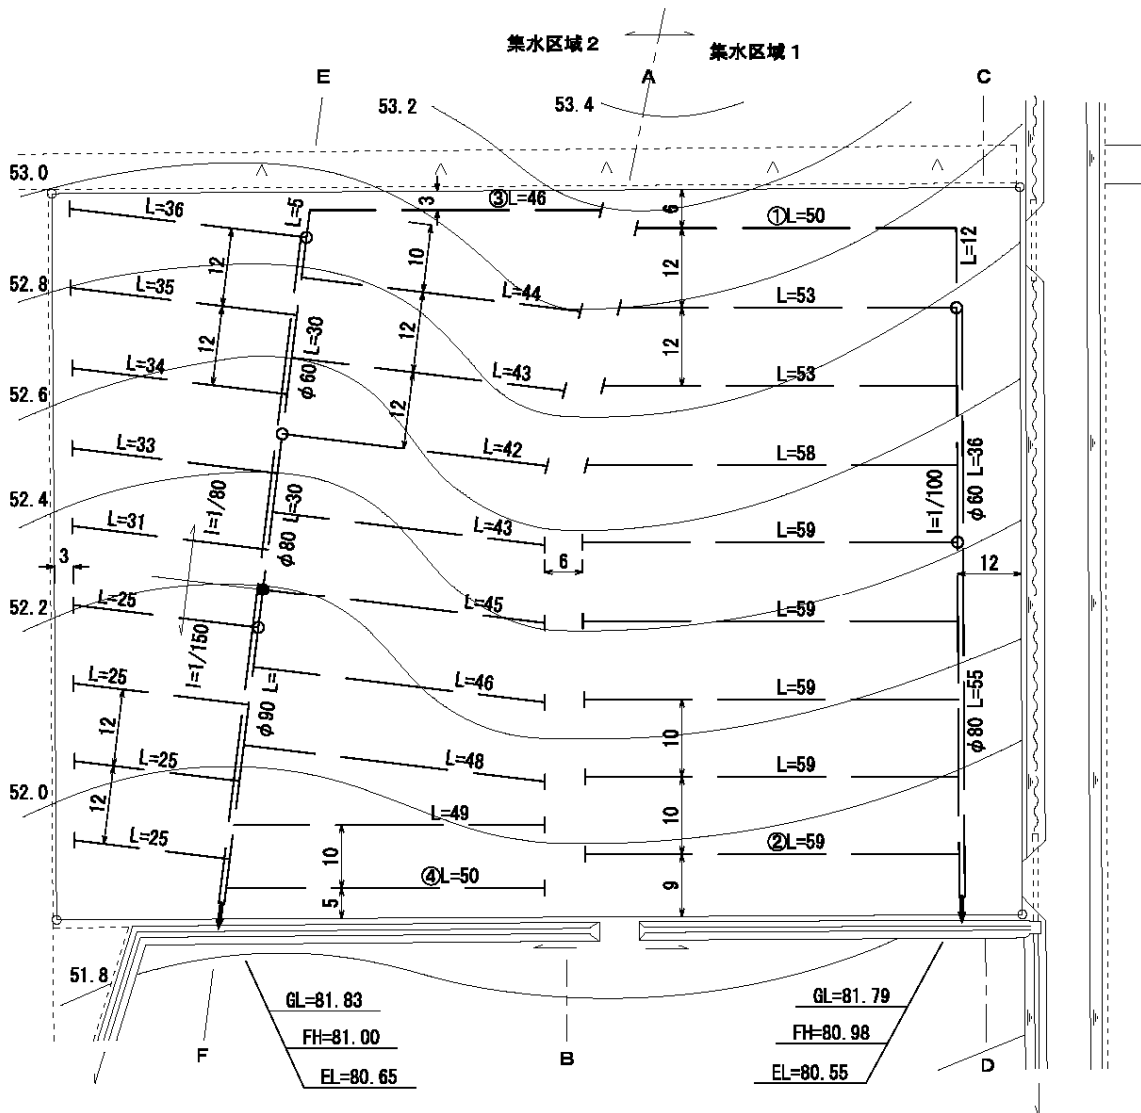 集水区域２
集水区域１
E
A
C
53.2
53.4
53.0
L=36
L=5
3
③L=46
6
①L=50
L=12
12
10
12
52.8
L=35
L=44
L=53
12
L=30
12
12
L=34
φ60
L=43
L=53
52.6
12
L=33
L=42
L=58
I=1/80
L=36
52.4
L=30
I=1/100
φ60
L=31
φ80
L=43
L=59
3
6
12
52.2
L=25
L=45
L=59
I=1/150
L=25
L=
L=46
L=59
L=55
φ90
φ80
12
10
L=25
L=48
L=59
52.0
12
L=49
10
L=25
②L=59
10
④L=50
9
5
51.8
GL=81.83
GL=81.79
FH=81.00
FH=80.98
F
B
D
EL=80.65
EL=80.55